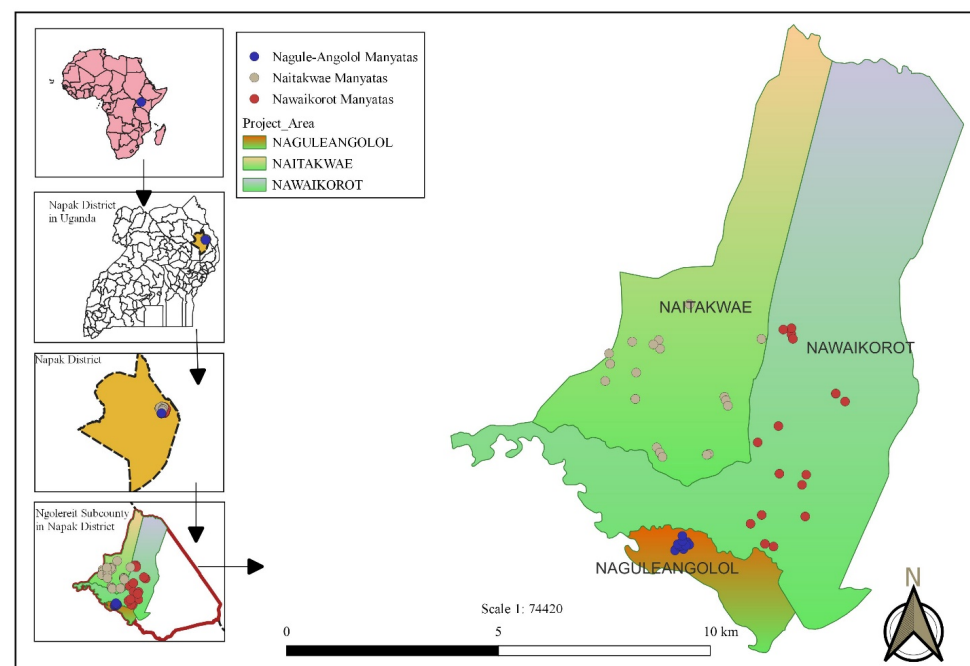 Nagule-Angolol Manyatas
Naitakwae Manyatas
Nawaikorot Manyatas
Project_Area
NAGULEANGOLOL
NAITAKWAE
NAWAIKOROT
Napak District
in Uganda
Napak District
Ngolereit Subcounty
in Napak District
NAITAKWAE
NAWAIKOROT
NAGULEANGOLOL
Scale 1: 74420
0 5 10 km
N